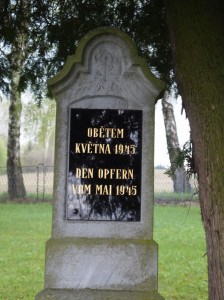 OBĚTEM
KVĚTNA 1945
DEN OPFERN
VOM MAI 1945